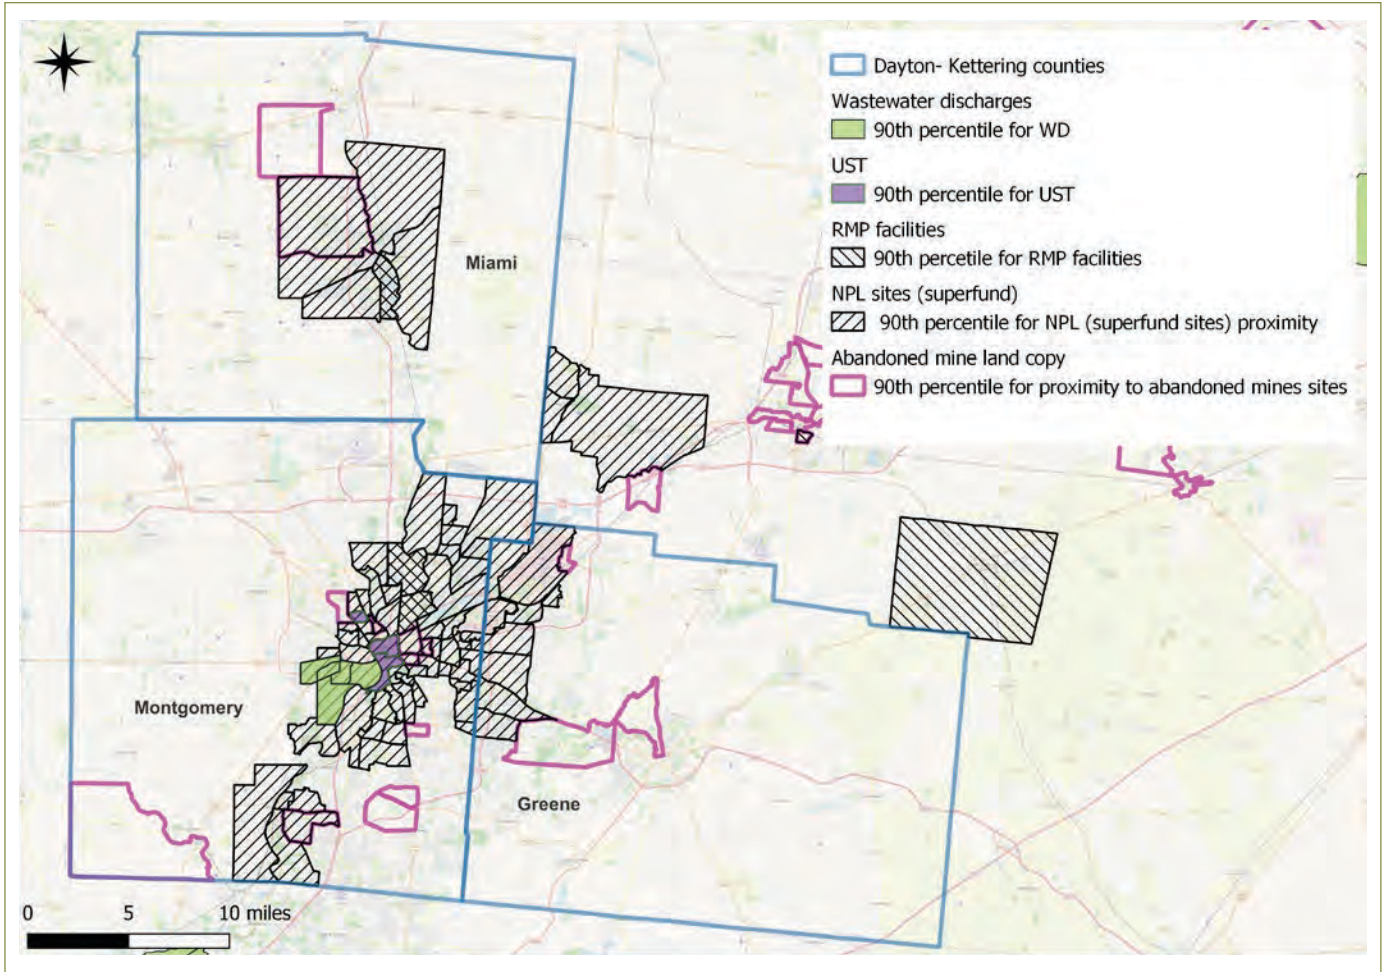 Dayton- Kettering counties
Wastewater discharges
90th percentile for WD
UST
90th percentile for UST
RMP facilities
90th percetile for RMP facilities
NPL sites (superfund)
90th percentile for NPL (superfund sites) proximity
Abandoned mine land copy
90th percentile for proximity to abandoned mines sites
Miami
Montgomery
Greene
0 5 10 miles